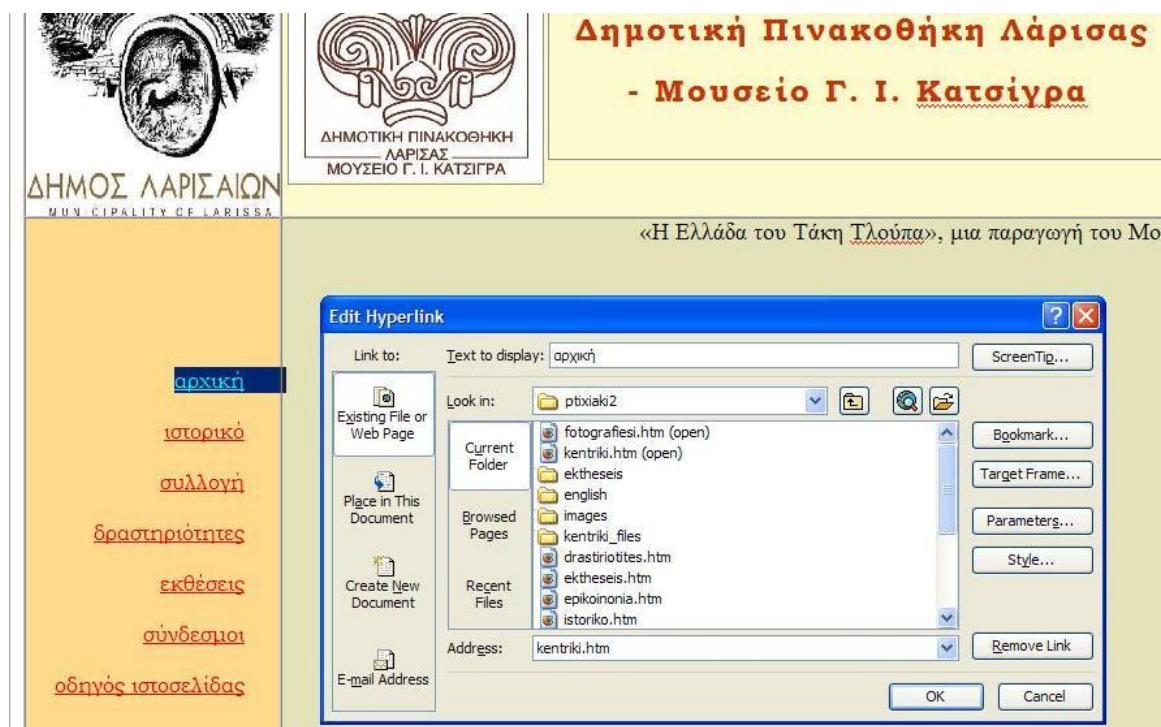 Δημοτική Πινακοθήκη Λάρισας
- Μουσείο Γ. Ι. Κατσίγρα
ΔΗΜΟΤΙΚΗ ΠΙΝΑΚΟΘΗΚΗ
ΛΑΡΙΣΑΣ
ΜΟΥΣΕΙΟ Γ. Ι. ΚΑΤΣΙΓΡΑ
ΔΗΜΟΣ ΛΑΡΙΣΑΙΩΝ
MUNICIPALITY OF LARISSA
«Η Ελλάδα του Τάκη Τλούπα», μια παραγωγή του Μο
αρχική
ιστορικό
συλλογή
δραστηριότητες
εκθέσεις
σύνδεσμοι
οδηγός ιστοσελίδας
Edit Hyperlink
Link to:
Text to display: αρχική
ScreenTip...
Existing File or
Web Page
Place in This
Document
Create New
Document
E-mail Address
Look in: ptixiaki2
Current
Folder
Browsed
Pages
Recent
Files
fotografiesi.htm (open)
kentriki.htm (open)
ektheseis
english
images
kentriki_files
drastiriotites.htm
ektheseis.htm
epikoinonia.htm
istoriko.htm
Bookmark...
Target Frame...
Parameters...
Style...
Address: kentriki.htm
Remove Link
OK
Cancel